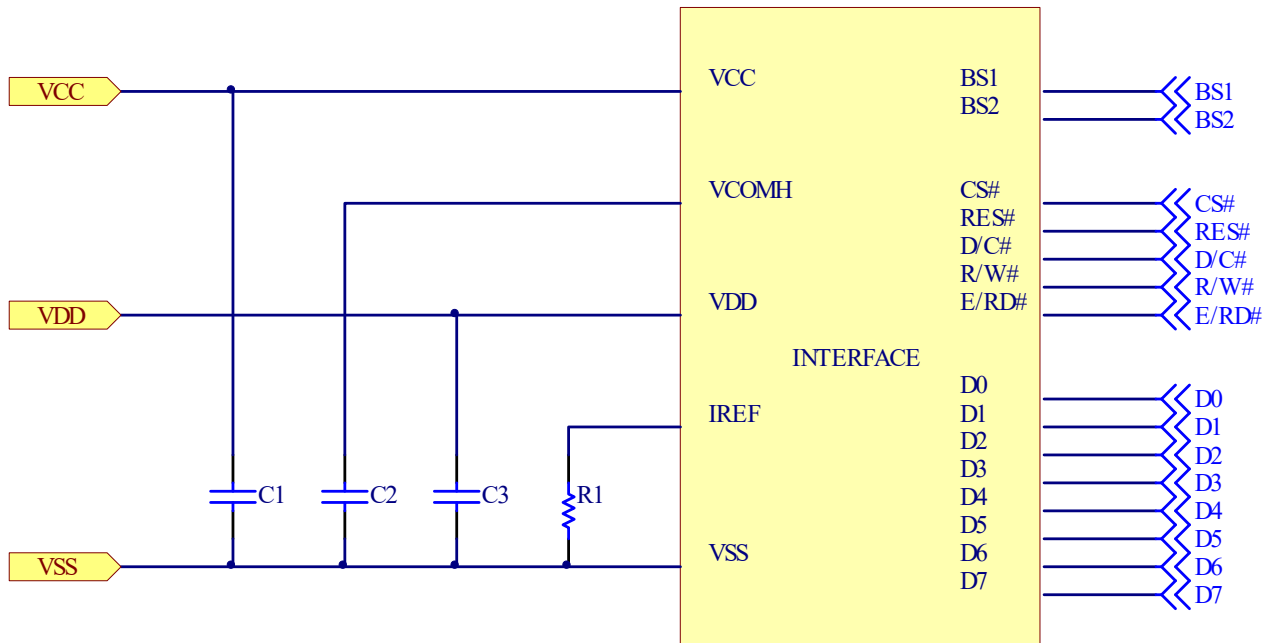 VCC
VCC
BS1
BS1
BS2
BS2
VCOMH
CS#
CS#
RES#
RES#
D/C#
D/C#
R/W#
R/W#
VDD
VDD
E/RD#
E/RD#
INTERFACE
D0
D0
IREF
D1
D1
D2
D2
D3
D3
C1
C2
C3
R1
D4
D4
D5
D5
VSS
VSS
D6
D6
D7
D7